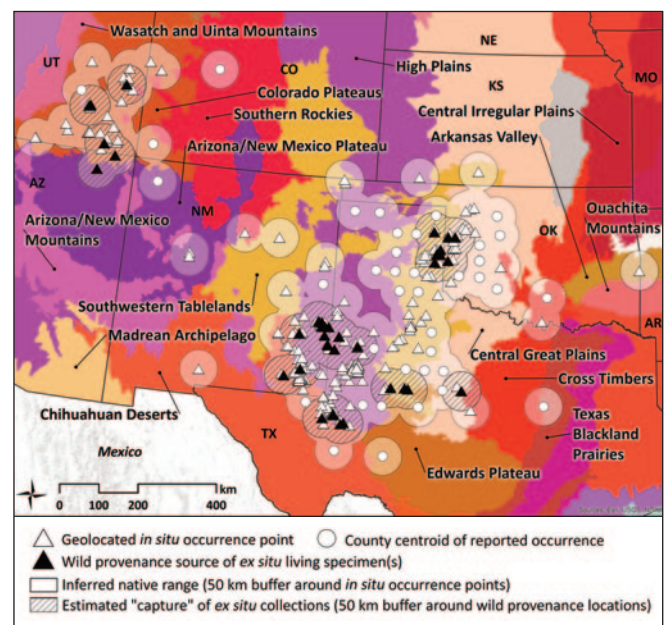 Wasatch and Uinta Mountains
UT
CO
NE
High Plains
KS
MO
Colorado Plateaus
Southern Rockies
Central Irregular Plains
Arkansas Valley
Arizona/New Mexico Plateau
AZ
NM
Arizona/New Mexico
Mountains
OK
Ouachita
Mountains
Southwestern Tablelands
AR
Madrean Archipelago
Central Great Plains
Cross Timbers
Chihuahuan Deserts
TX
Texas
Blackland
Prairies
Mexico
Edwards Plateau
km
0 100 200 400
Geolocated in situ occurrence point
County centroid of reported occurrence
Wild provenance source of ex situ living specimen(s)
Inferred native range (50 km buffer around in situ occurrence points)
Estimated "capture" of ex situ collections (50 km buffer around wild provenance locations)